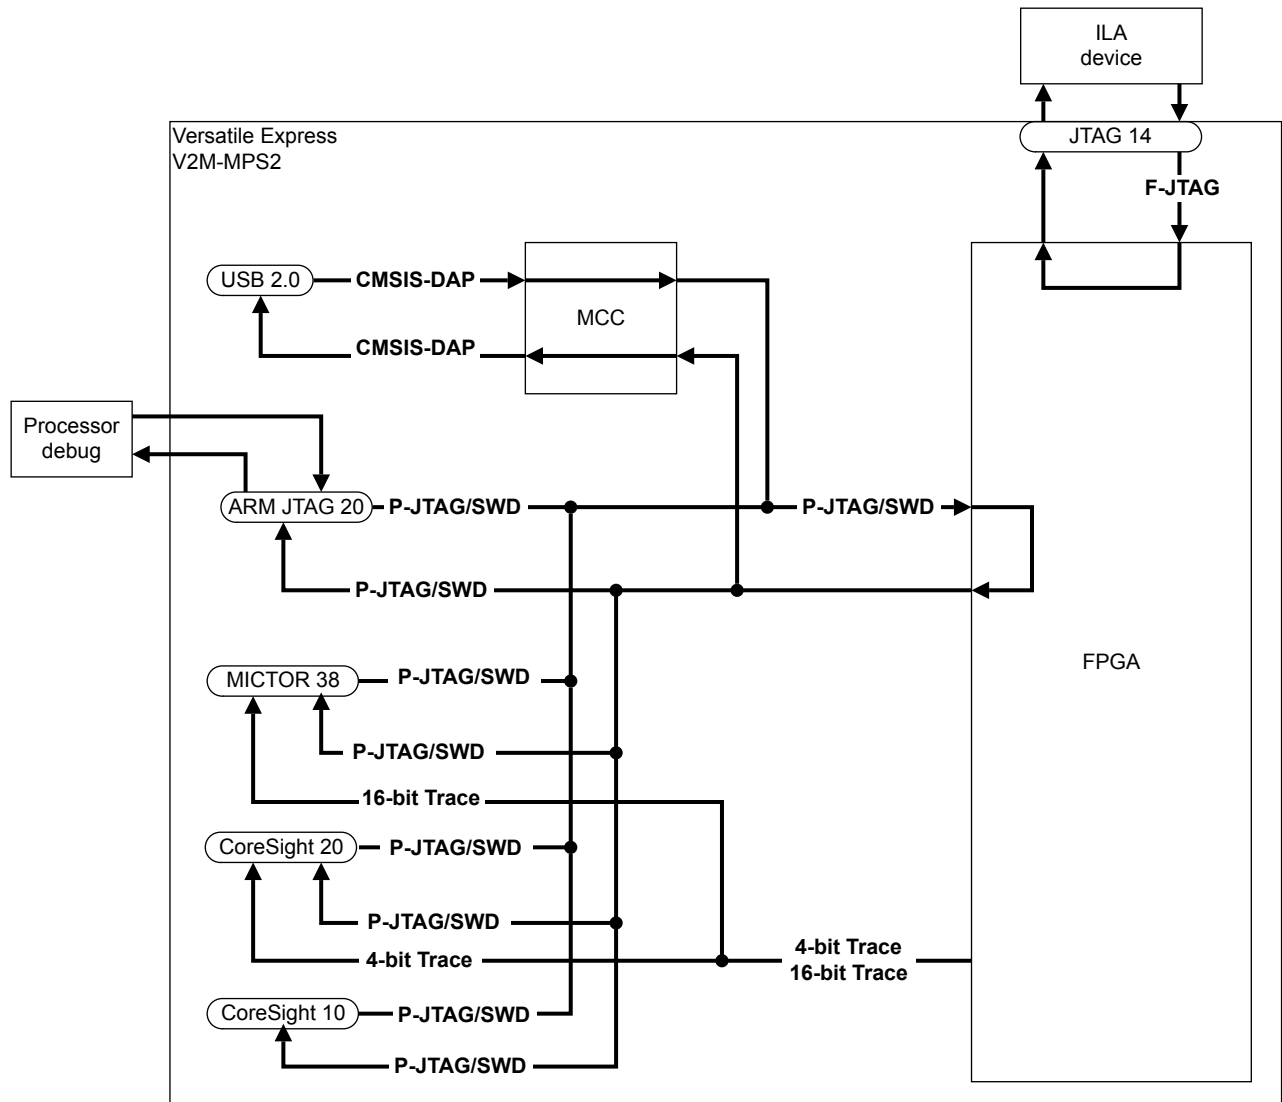 ILA
device
Versatile Express
V2M-MPS2
JTAG 14
F-JTAG
USB 2.0
CMSIS-DAP
MCC
CMSIS-DAP
Processor
debug
ARM JTAG 20
P-JTAG/SWD
P-JTAG/SWD
P-JTAG/SWD
FPGA
MICTOR 38
P-JTAG/SWD
P-JTAG/SWD
16-bit Trace
CoreSight 20
P-JTAG/SWD
P-JTAG/SWD
4-bit Trace
4-bit Trace
16-bit Trace
CoreSight 10
P-JTAG/SWD
P-JTAG/SWD